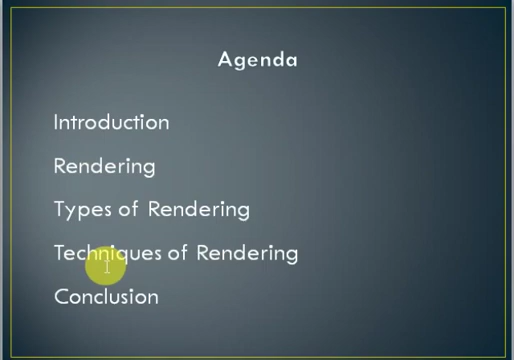 Agenda
Introduction
Rendering
Types of Rendering
Techniques of Rendering
Conclusion